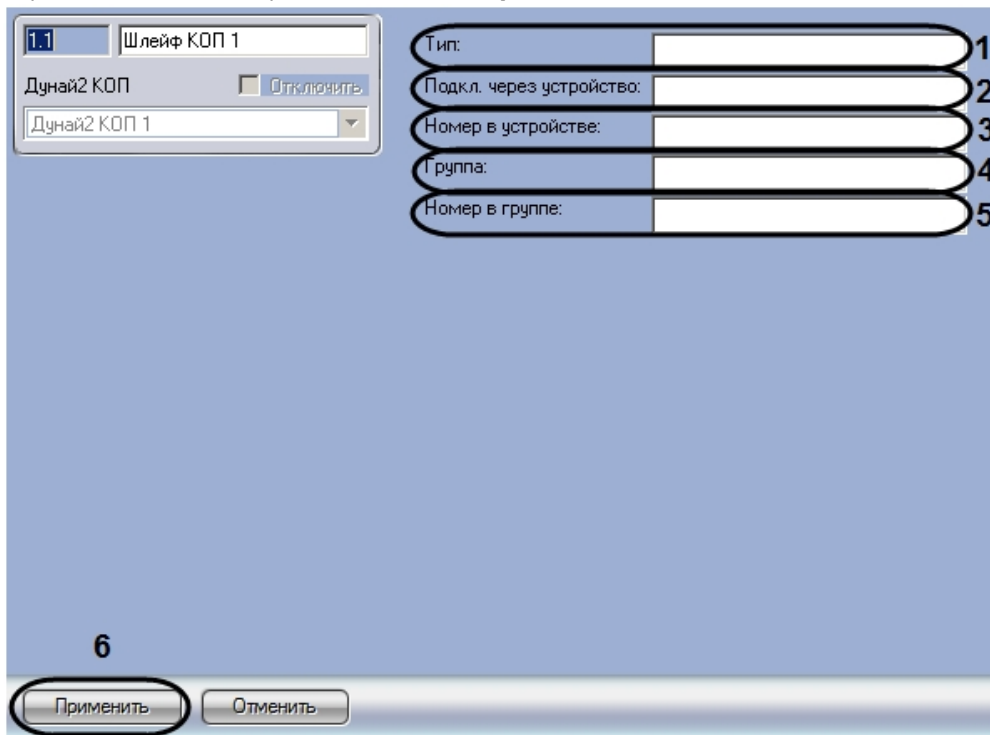 1.1 Шлейф КОП 1
Дунай2 КОП Отключить
Дунай2 КОП 1
Тип: 1
Подкл. через устройство: 2
Номер в устройстве: 3
Группа: 4
Номер в группе: 5
6
Применить Отменить